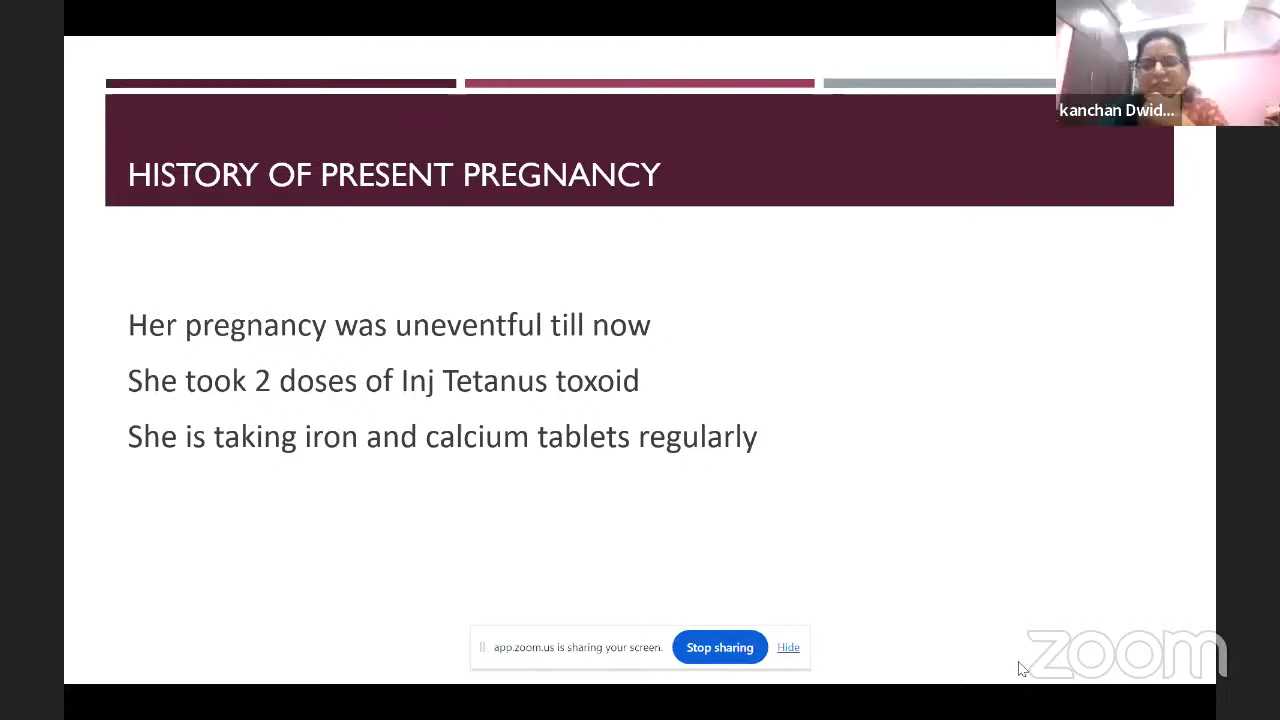 kanchan Dwid...
HISTORY OF PRESENT PREGNANCY
Her pregnancy was uneventful till now
She took 2 doses of Inj Tetanus toxoid
She is taking iron and calcium tablets regularly
app.zoom.us is sharing your screen. Stop sharing Hide
zoom